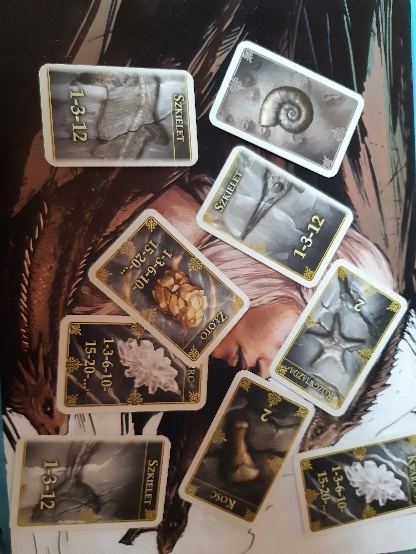 SZKIELET
1-3-12
SZKIELET
1-3-12
ZŁOTO
1-3-6-10-
15-20-...
2
ROZGWIAZDA
1-3-6-10-
15-20-...
2
KOŚĆ
SZKIELET
1-3-12
1-3-6-10-
15-20-...